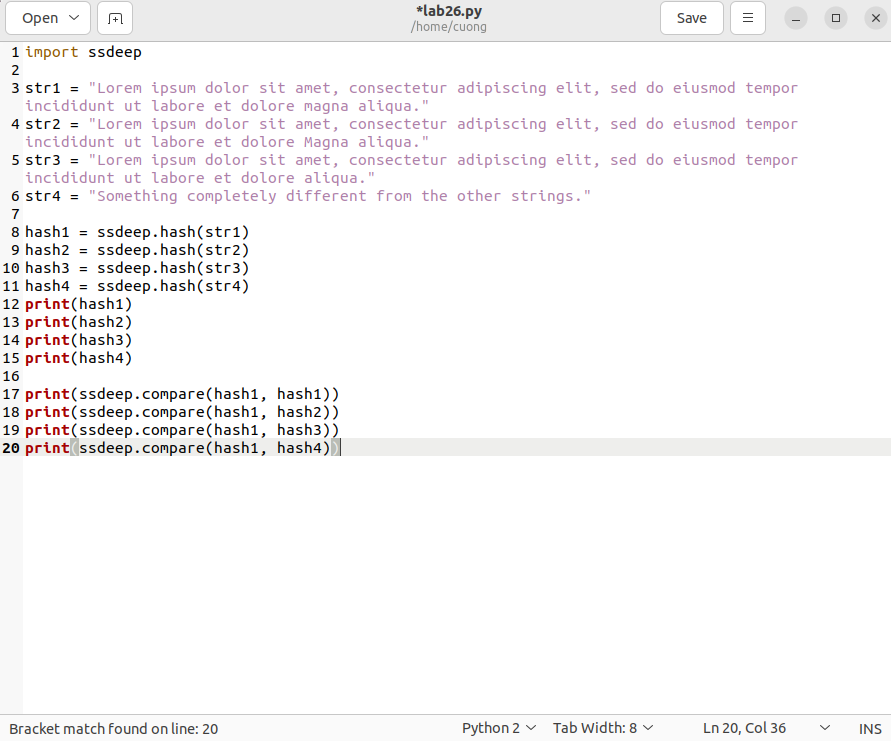 Open
*lab26.py
/home/cuong
Save
1 import ssdeep
2
3 str1 = "Lorem ipsum dolor sit amet, consectetur adipiscing elit, sed do eiusmod tempor
incididunt ut labore et dolore magna aliqua."
4 str2 = "Lorem ipsum dolor sit amet, consectetur adipiscing elit, sed do eiusmod tempor
incididunt ut labore et dolore Magna aliqua."
5 str3 = "Lorem ipsum dolor sit amet, consectetur adipiscing elit, sed do eiusmod tempor
incididunt ut labore et dolore aliqua."
6 str4 = "Something completely different from the other strings."
7
8 hash1 = ssdeep.hash(str1)
9 hash2 = ssdeep.hash(str2)
10 hash3 = ssdeep.hash(str3)
11 hash4 = ssdeep.hash(str4)
12 print(hash1)
13 print(hash2)
14 print(hash3)
15 print(hash4)
16
17 print(ssdeep.compare(hash1, hash1))
18 print(ssdeep.compare(hash1, hash2))
19 print(ssdeep.compare(hash1, hash3))
20 print(ssdeep.compare(hash1, hash4))
Bracket match found on line: 20
Python 2
Tab Width: 8
Ln 20, Col 36
INS